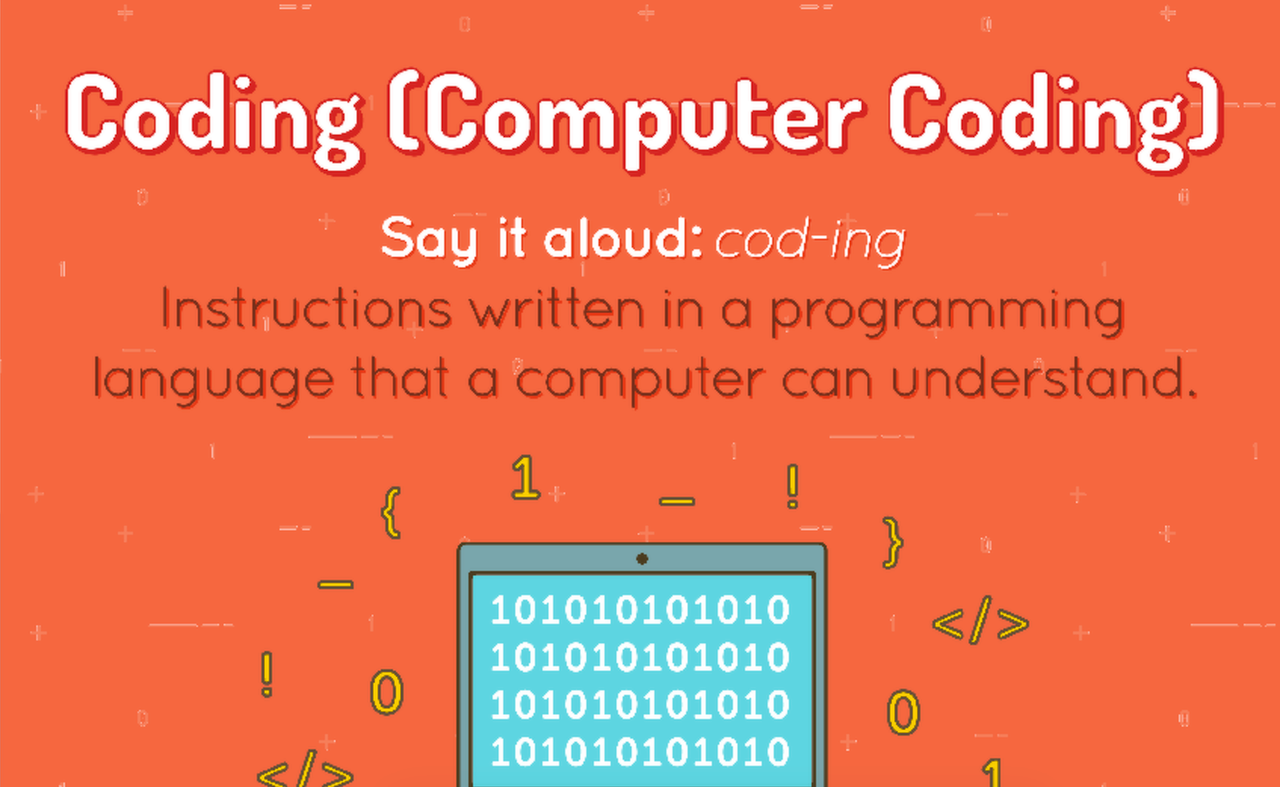 Coding (Computer Coding)
Say it aloud: cod-ing
Instructions written in a programming
language that a computer can understand.
1 _ !
{ }
_
101010101010
</>
101010101010
! 0
101010101010
0
101010101010
</> 1